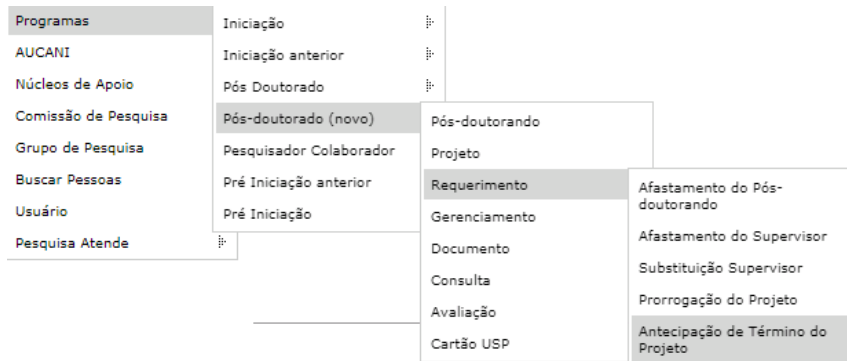 Programas
AUCANI
Núcleos de Apoio
Comissão de Pesquisa
Grupo de Pesquisa
Buscar Pessoas
Usuário
Pesquisa Atende
Iniciação
Iniciação anterior
Pós Doutorado
Pós-doutorado (novo)
Pesquisador Colaborador
Pré Iniciação anterior
Pré Iniciação
Pós-doutorando
Projeto
Requerimento
Gerenciamento
Documento
Consulta
Avaliação
Cartão USP
Afastamento do Pós-
doutorando
Afastamento do Supervisor
Substituição Supervisor
Prorrogação do Projeto
Antecipação de Término do
Projeto